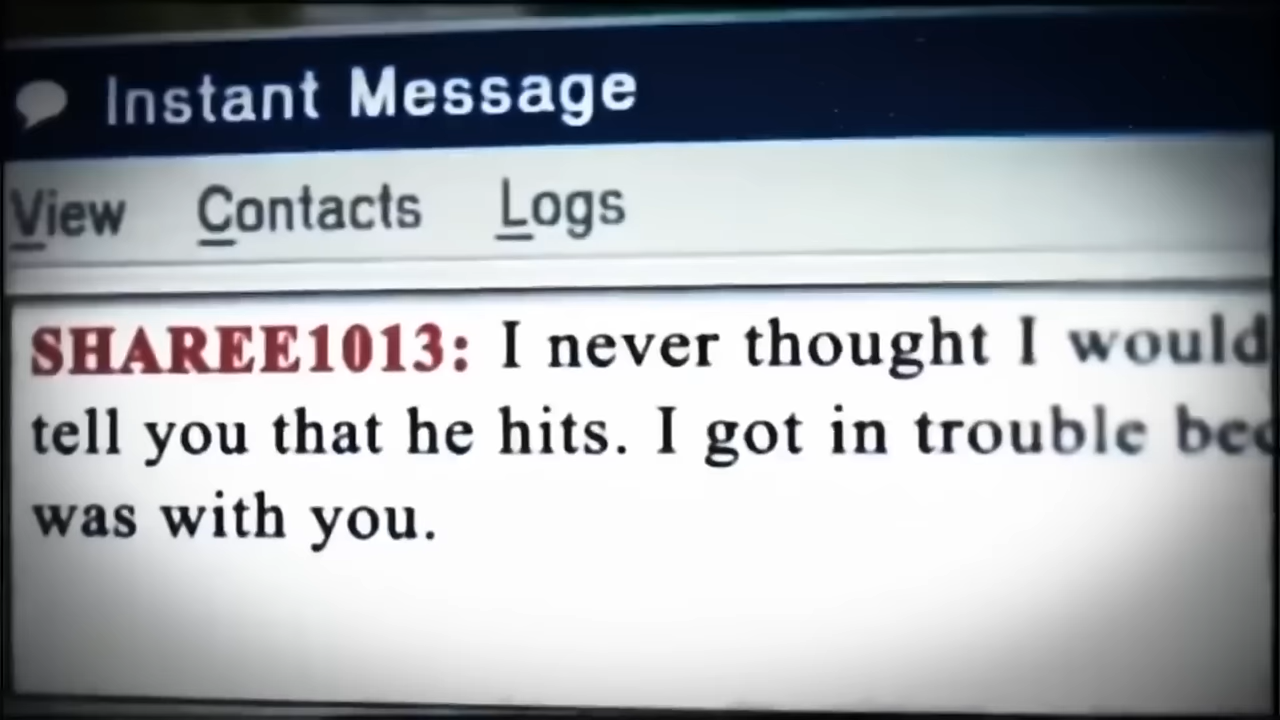 Instant Message
View Contacts Logs
SHAREE1013: I never thought I would
tell you that he hits. I got in trouble bec
was with you.